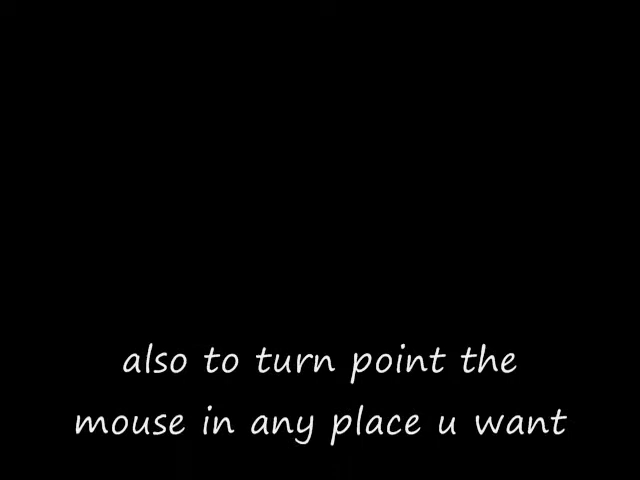 also to turn point the
mouse in any place u want